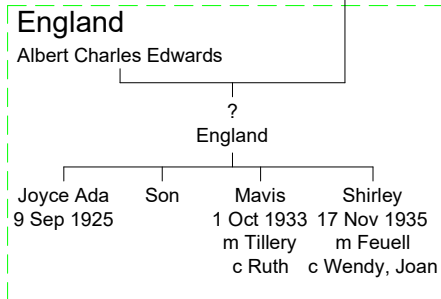 England
Albert Charles Edwards
?
England
Joyce Ada Son Mavis Shirley
9 Sep 1925 1 Oct 1933 17 Nov 1935
m Tillery m Feuell
c Ruth c Wendy, Joan